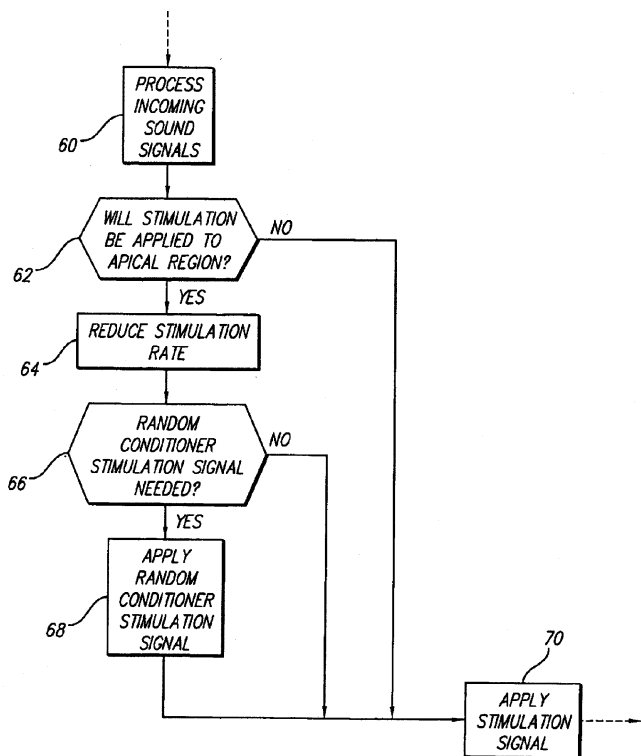 PROCESS
INCOMING
SOUND
SIGNALS
60
WILL STIMULATION
BE APPLIED TO
APICAL REGION?
NO
62
YES
REDUCE STIMULATION
RATE
64
RANDOM
CONDITIONER
STIMULATION SIGNAL
NEEDED?
NO
66
YES
APPLY
RANDOM
CONDITIONER
STIMULATION
SIGNAL
68
70
APPLY
STIMULATION
SIGNAL